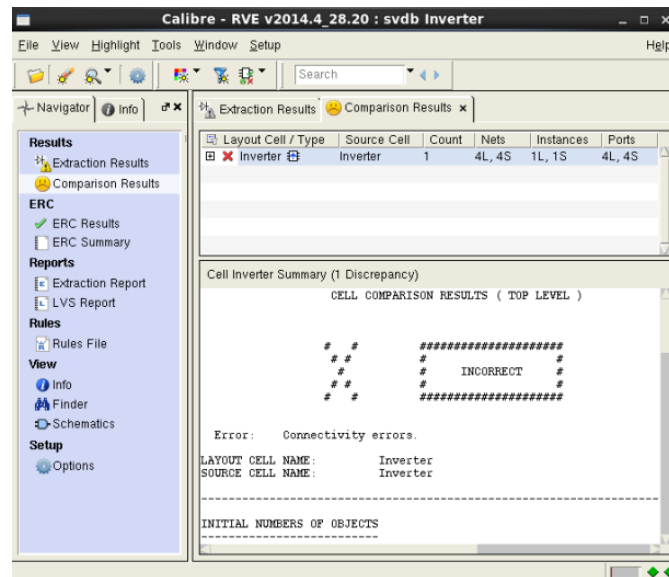 Calibre - RVE v2014.4_28.20 : svdb Inverter
File View Highlight Tools Window Setup Help
Search
Navigator Info Extraction Results Comparison Results
Results
Extraction Results
Comparison Results
ERC
ERC Results
ERC Summary
Reports
Extraction Report
LVS Report
Rules
Rules File
View
Info
Finder
Schematics
Setup
Options
Layout Cell / Type Source Cell Count Nets Instances Ports
Inverter Inverter 1 4L, 4S 1L, 1S 4L, 4S
Cell Inverter Summary (1 Discrepancy)
CELL COMPARISON RESULTS ( TOP LEVEL )
# # #####################
# # # #
# # INCORRECT #
# # # #
# # #####################
Error: Connectivity errors.
LAYOUT CELL NAME: Inverter
SOURCE CELL NAME: Inverter
--------------------------------------------------------------
INITIAL NUMBERS OF OBJECTS
--------------------------